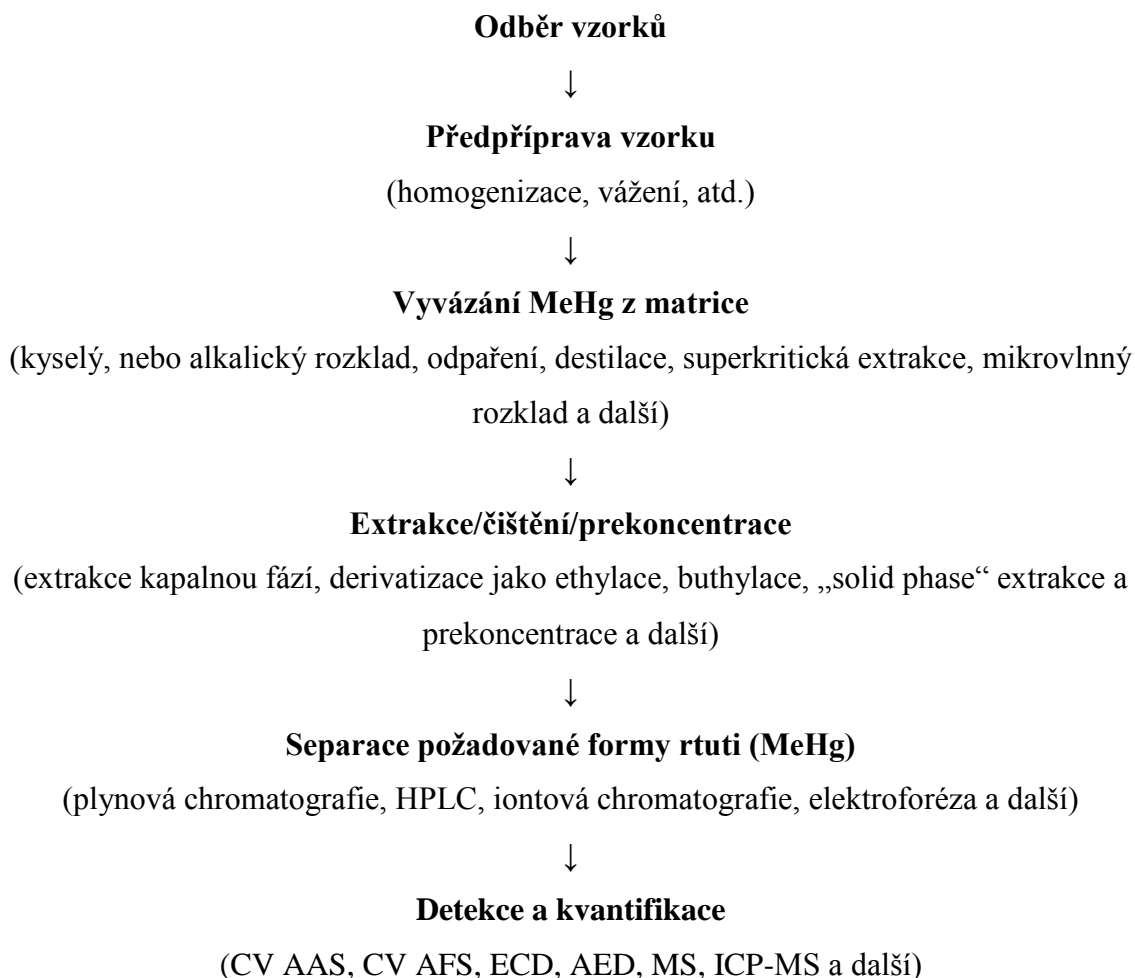 Odběr vzorků
↓
Předpříprava vzorku
(homogenizace, vážení, atd.)
↓
Vyvázání MeHg z matrice
(kyselý, nebo alkalický rozklad, odpaření, destilace, superkritická extrakce, mikrovlnný
rozklad a další)
↓
Extrakce/čištění/prekoncentrace
(extrakce kapalnou fází, derivatizace jako ethylace, buthylace, „solid phase“ extrakce a
prekoncentrace a další)
↓
Separace požadované formy rtuti (MeHg)
(plynová chromatografie, HPLC, iontová chromatografie, elektroforéza a další)
↓
Detekce a kvantifikace
(CV AAS, CV AFS, ECD, AED, MS, ICP-MS a další)